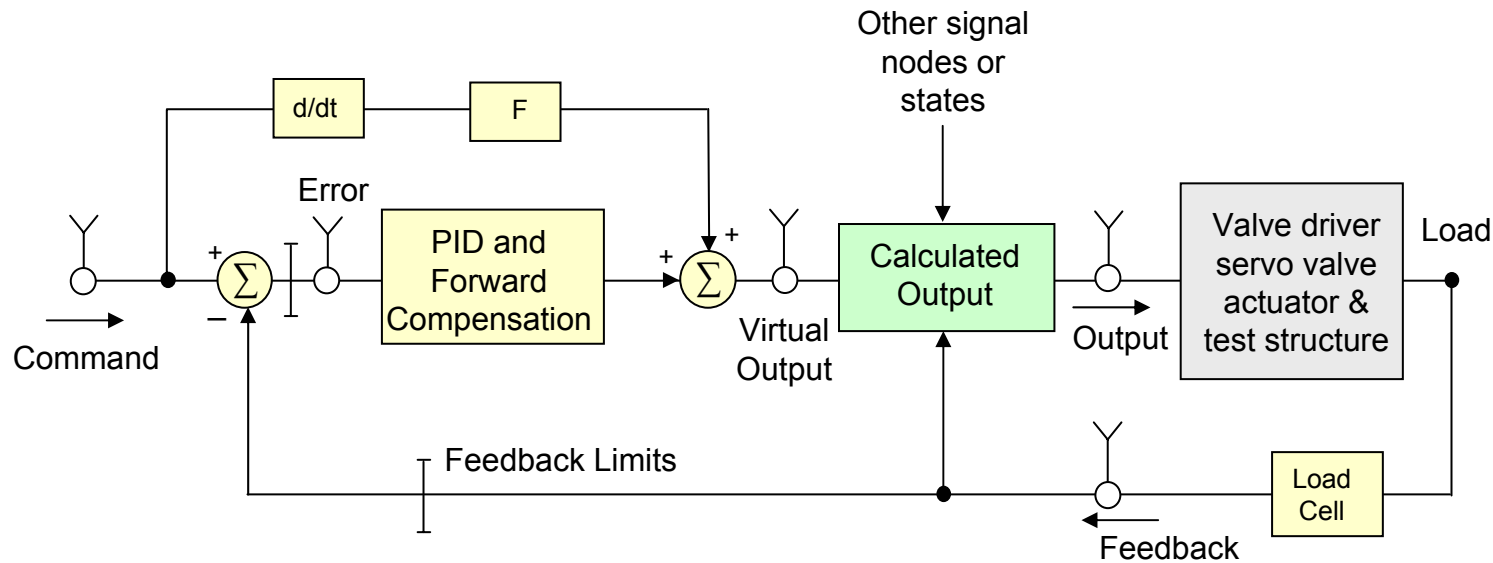 Other signal
nodes or
states
d/dt
F
Error
+
Σ
−
PID and
Forward
Compensation
+
+
Σ
Virtual
Output
Calculated
Output
Output
Valve driver
servo valve
actuator &
test structure
Load
Command
Feedback Limits
Load
Cell
Feedback